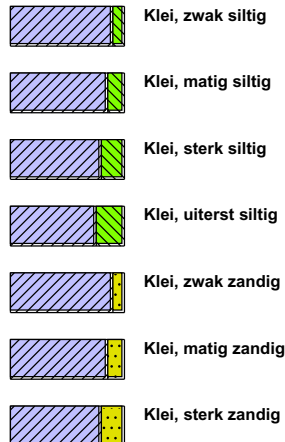 Klei, zwak siltig
Klei, matig siltig
Klei, sterk siltig
Klei, uiterst siltig
Klei, zwak zandig
Klei, matig zandig
Klei, sterk zandig